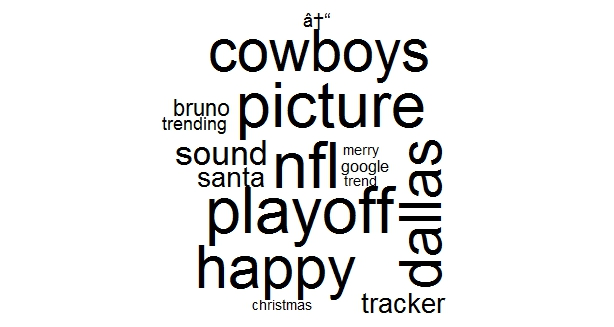 â†“
cowboys
picture
bruno
trending
sound
nfl
merry
google
trend
santa
dallas
playoff
happy
christmas
tracker